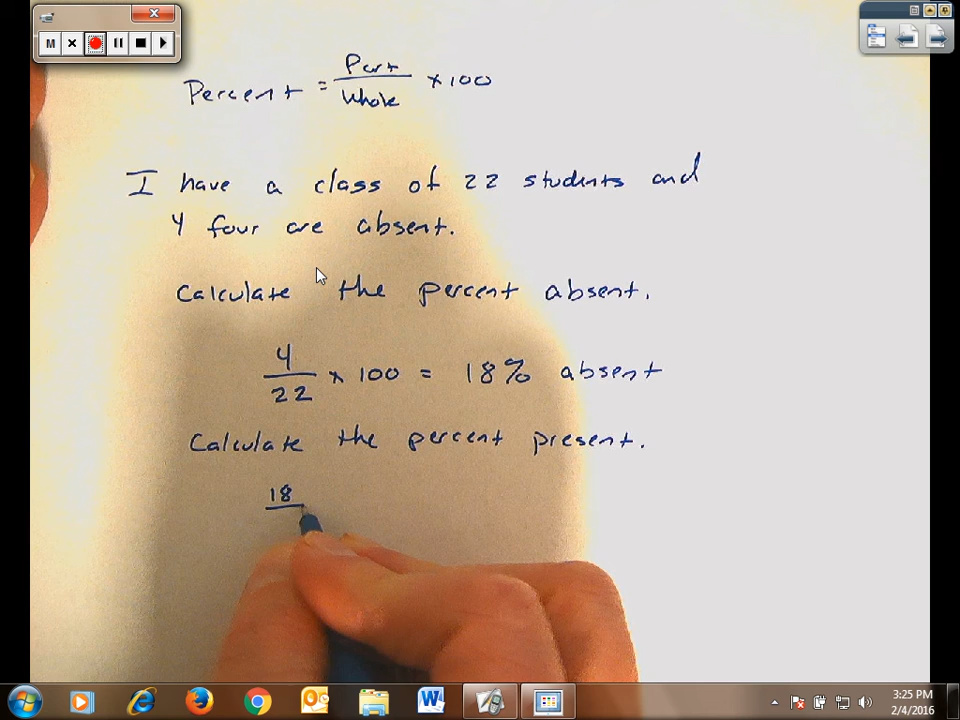 M
Percent = Part / Whole × 100
I have a class of 22 students and
4 four are absent.
Calculate the percent absent.
4 / 22 × 100 = 18% absent
Calculate the percent present.
18
3:25 PM
2/4/2016